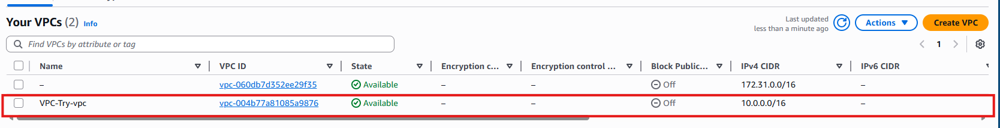 Your VPCs (2) Info
Last updated
less than a minute ago
Actions
Create VPC
Find VPCs by attribute or tag
1
Name VPC ID State Encryption c... Encryption control ... Block Public... IPv4 CIDR IPv6 CIDR
– vpc-060db7d352ee29f35 Available – – Off 172.31.0.0/16 –
VPC-Try-vpc vpc-004b77a81085a9876 Available – – Off 10.0.0.0/16 –